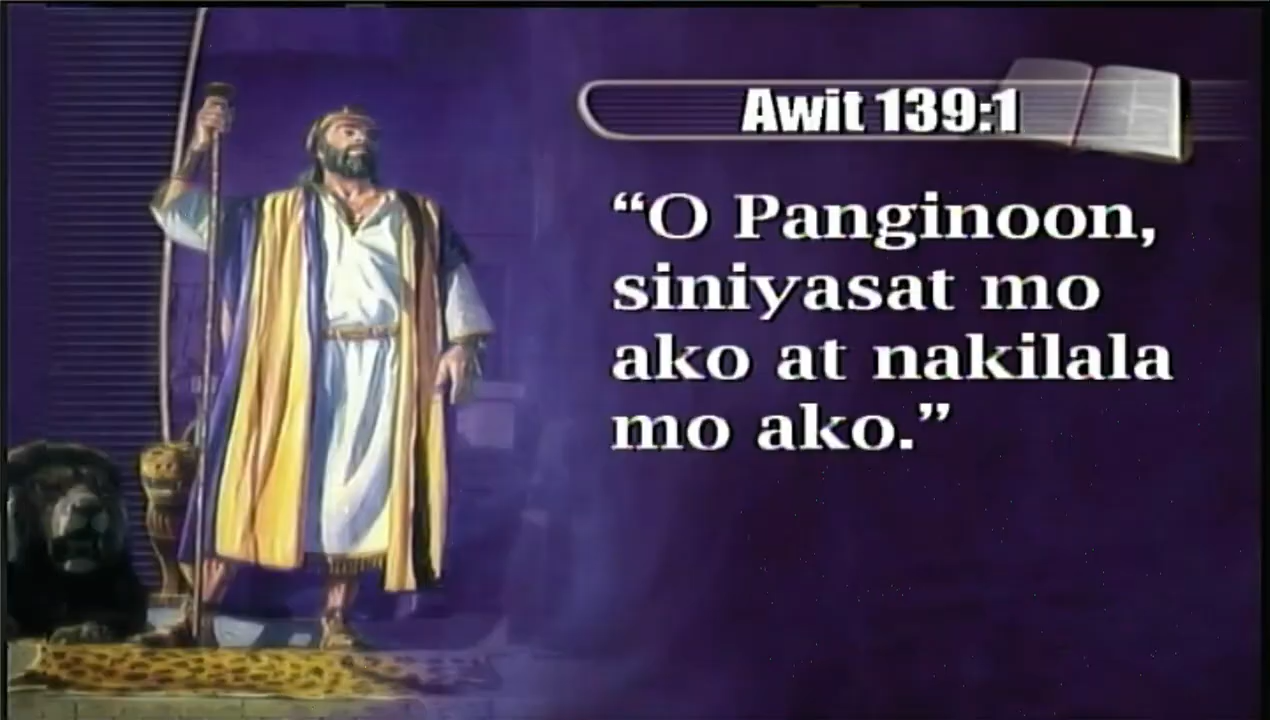 Awit 139:1
“O Panginoon,
siniyasat mo
ako at nakilala
mo ako.”